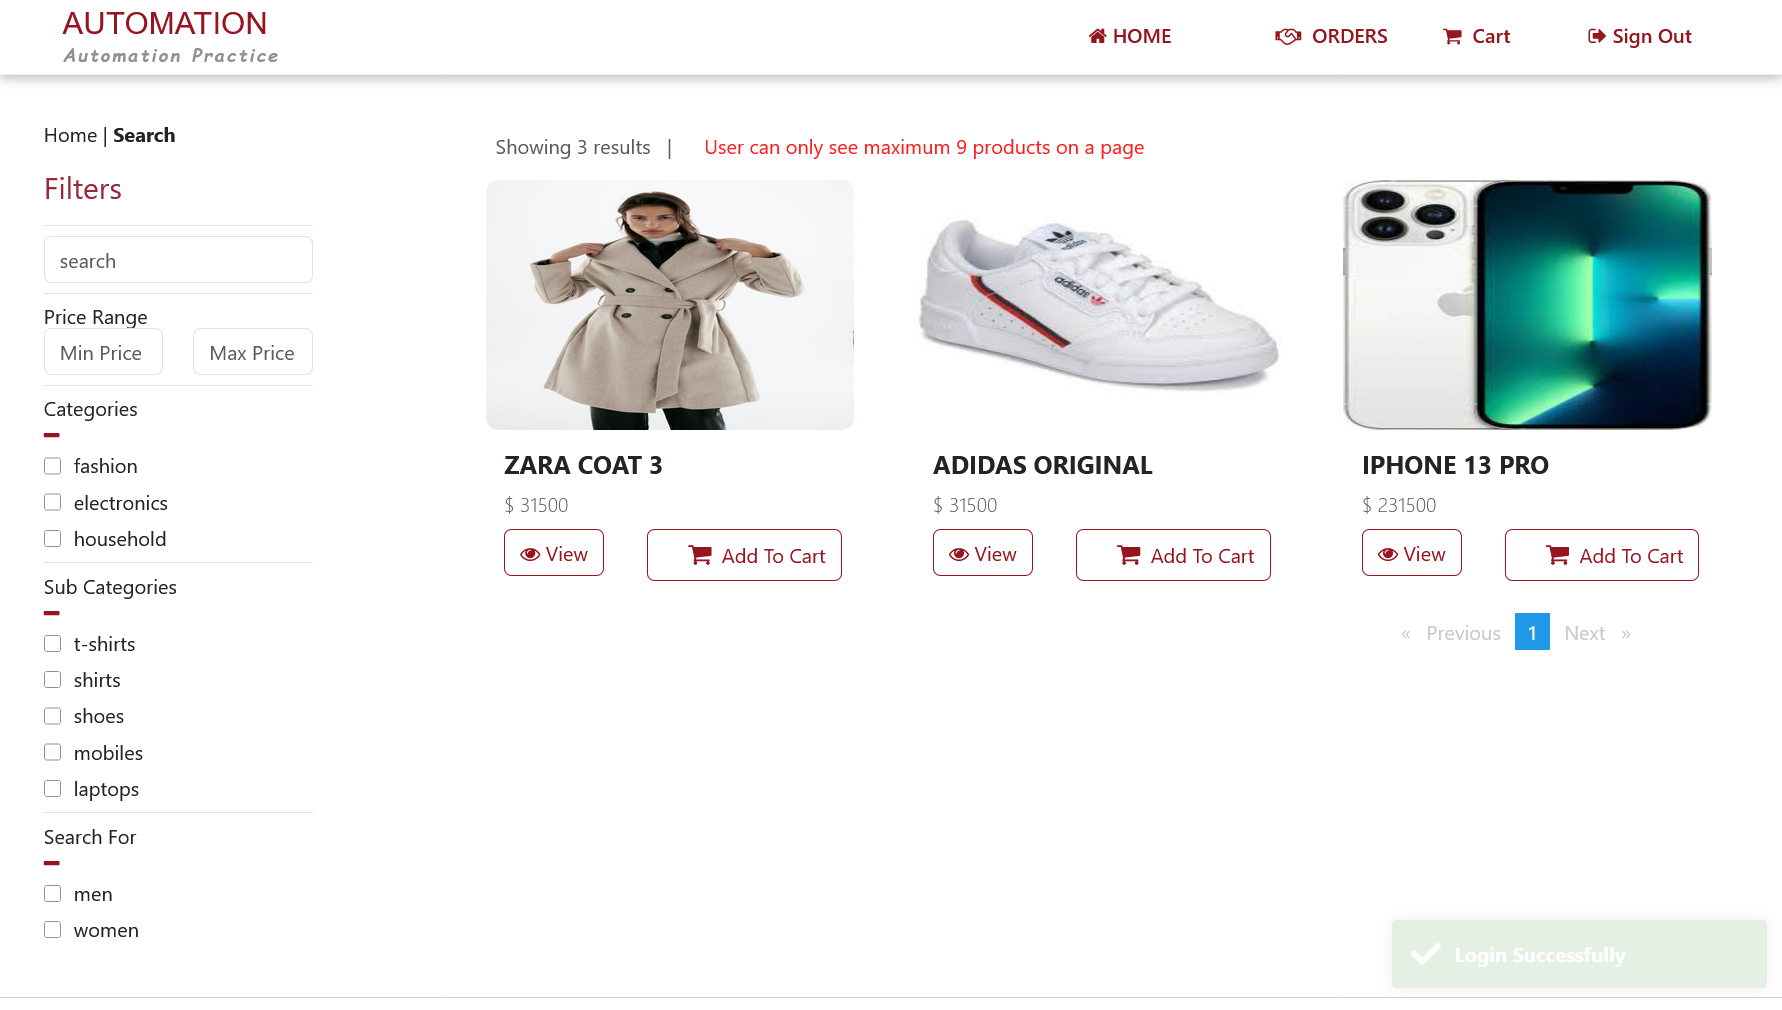 AUTOMATION
Automation Practice
HOME
ORDERS
Cart
Sign Out
Home | Search
Filters
search
Price Range
Min Price
Max Price
Categories
fashion
electronics
household
Sub Categories
t-shirts
shirts
shoes
mobiles
laptops
Search For
men
women
Showing 3 results |
User can only see maximum 9 products on a page
adidas
adidas
ZARA COAT 3
$ 31500
View
Add To Cart
ADIDAS ORIGINAL
$ 31500
View
Add To Cart
IPHONE 13 PRO
$ 231500
View
Add To Cart
« Previous 1 Next »
Login Successfully